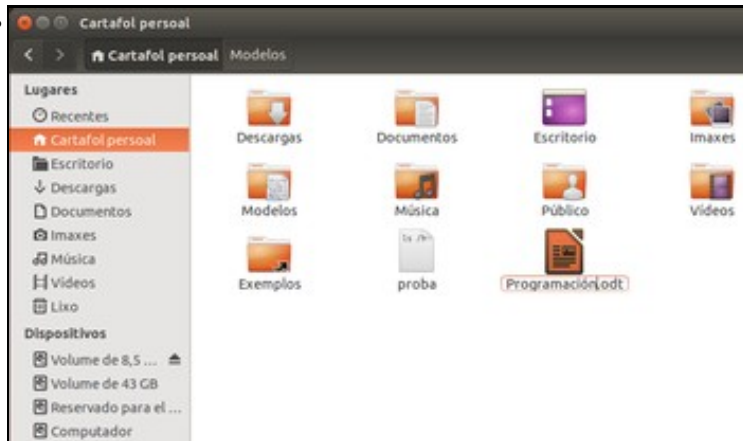 Cartafol persoal
Cartafol persoal Modelos
Lugares
Recentes
Cartafol persoal
Escritorio
Descargas
Documentos
Imaxes
Música
Vídeos
Lixo
Dispositivos
Volume de 8,5 ...
Volume de 43 GB
Reservado para el ...
Computador
Descargas Documentos Escritorio Imaxes
Modelos Música Público Vídeos
Exemplos proba Programación.odt